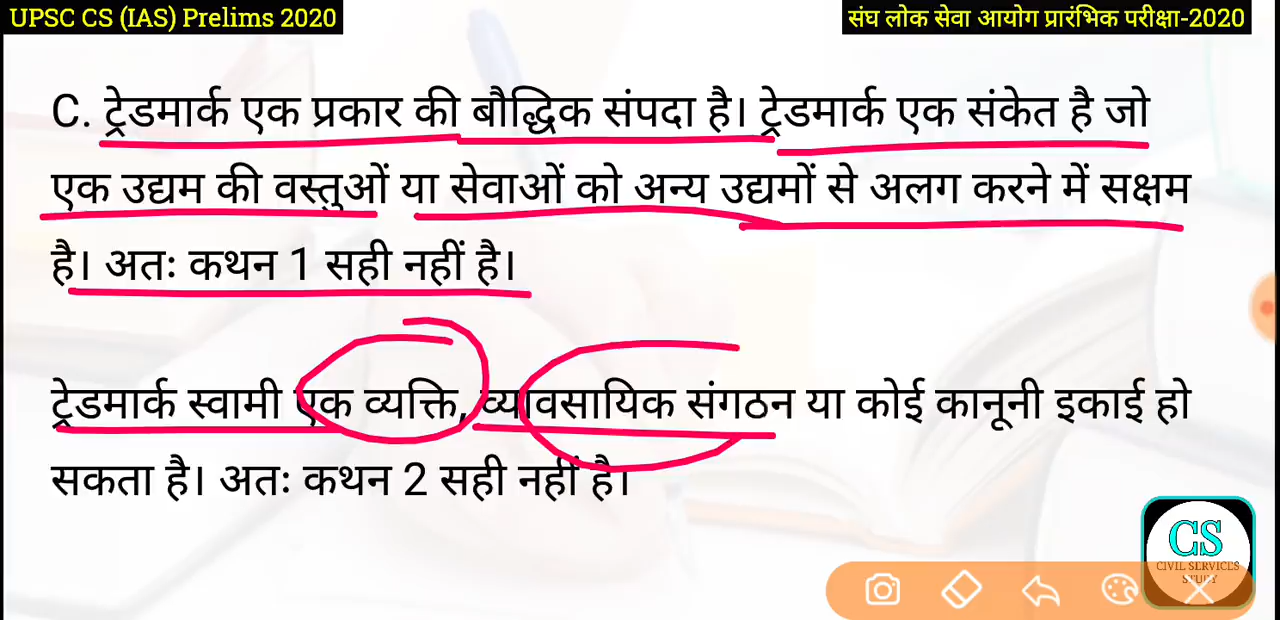 UPSC CS (IAS) Prelims 2020
संघ लोक सेवा आयोग प्रारंभिक परीक्षा-2020
C. ट्रेडमार्क एक प्रकार की बौद्धिक संपदा है। ट्रेडमार्क एक संकेत है जो
एक उद्यम की वस्तुओं या सेवाओं को अन्य उद्यमों से अलग करने में सक्षम
है। अतः कथन 1 सही नहीं है।
ट्रेडमार्क स्वामी एक व्यक्ति, व्यावसायिक संगठन या कोई कानूनी इकाई हो
सकता है। अतः कथन 2 सही नहीं है।
CS
CIVIL SERVICES
STUDY